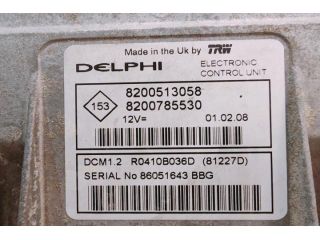 Made in the Uk by TRW
DELPHI
ELECTRONIC
CONTROL UNIT
153
8200513058
8200785530
12V=
01.02.08
DCM1.2 R0410B036D (81227D)
SERIAL No 86051643 BBG